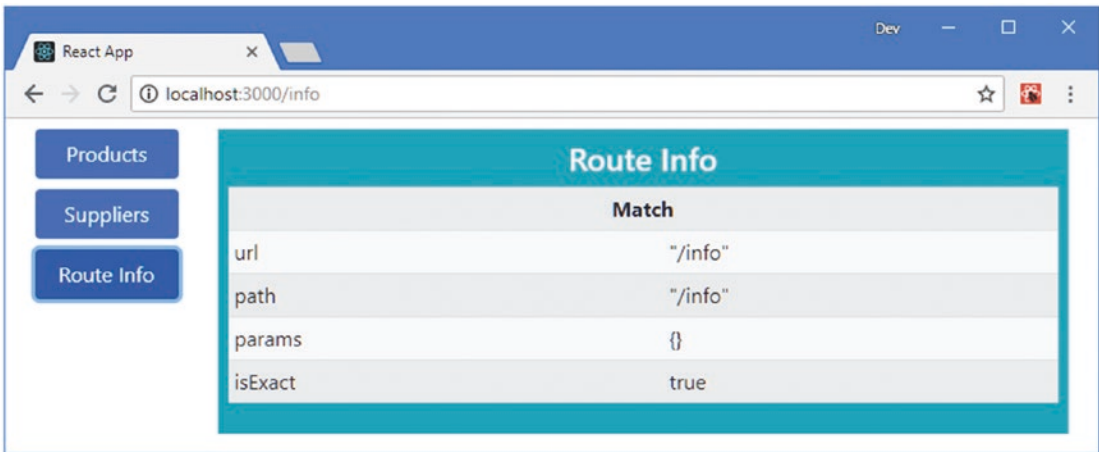 Dev
React App
localhost:3000/info
Products
Suppliers
Route Info
Route Info
Match
url "/info"
path "/info"
params {}
isExact true